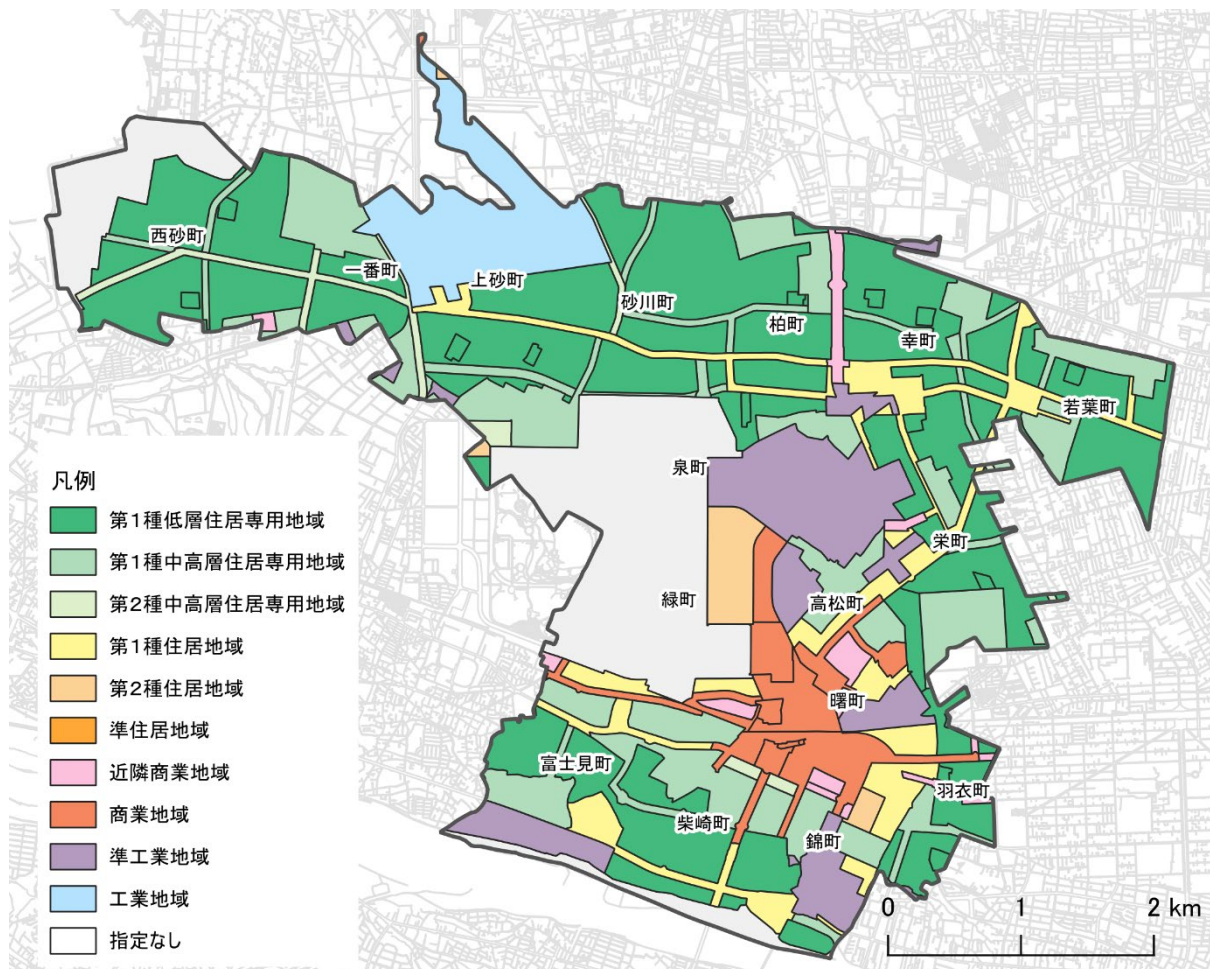 西砂町
一番町
上砂町
砂川町
柏町
幸町
若葉町
泉町
栄町
緑町
高松町
曙町
富士見町
羽衣町
柴崎町
錦町
凡例
第1種低層住居専用地域
第1種中高層住居専用地域
第2種中高層住居専用地域
第1種住居地域
第2種住居地域
準住居地域
近隣商業地域
商業地域
準工業地域
工業地域
指定なし
0 1 2 km